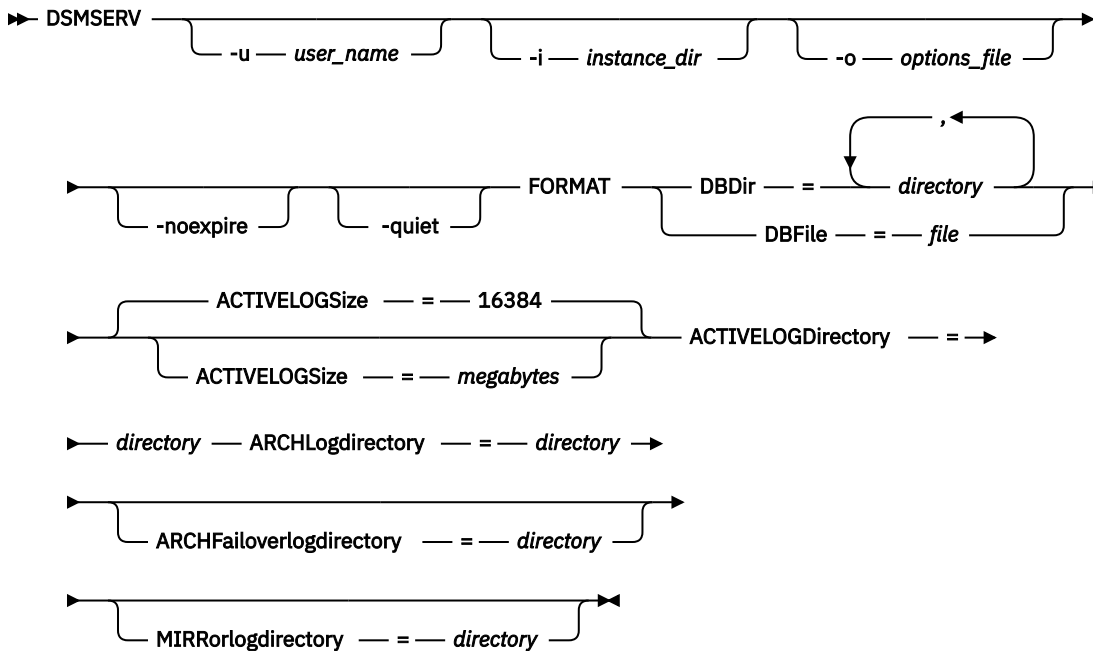 DSMSERV
-u user_name -i instance_dir -o options_file
,
-noexpire -quiet FORMAT DBDir = directory
DBFile = file
ACTIVELOGSize = 16384
ACTIVELOGDirectory =
ACTIVELOGSize = megabytes
directory ARCHLogdirectory = directory
ARCHFailoverlogdirectory = directory
MIRRorlogdirectory = directory